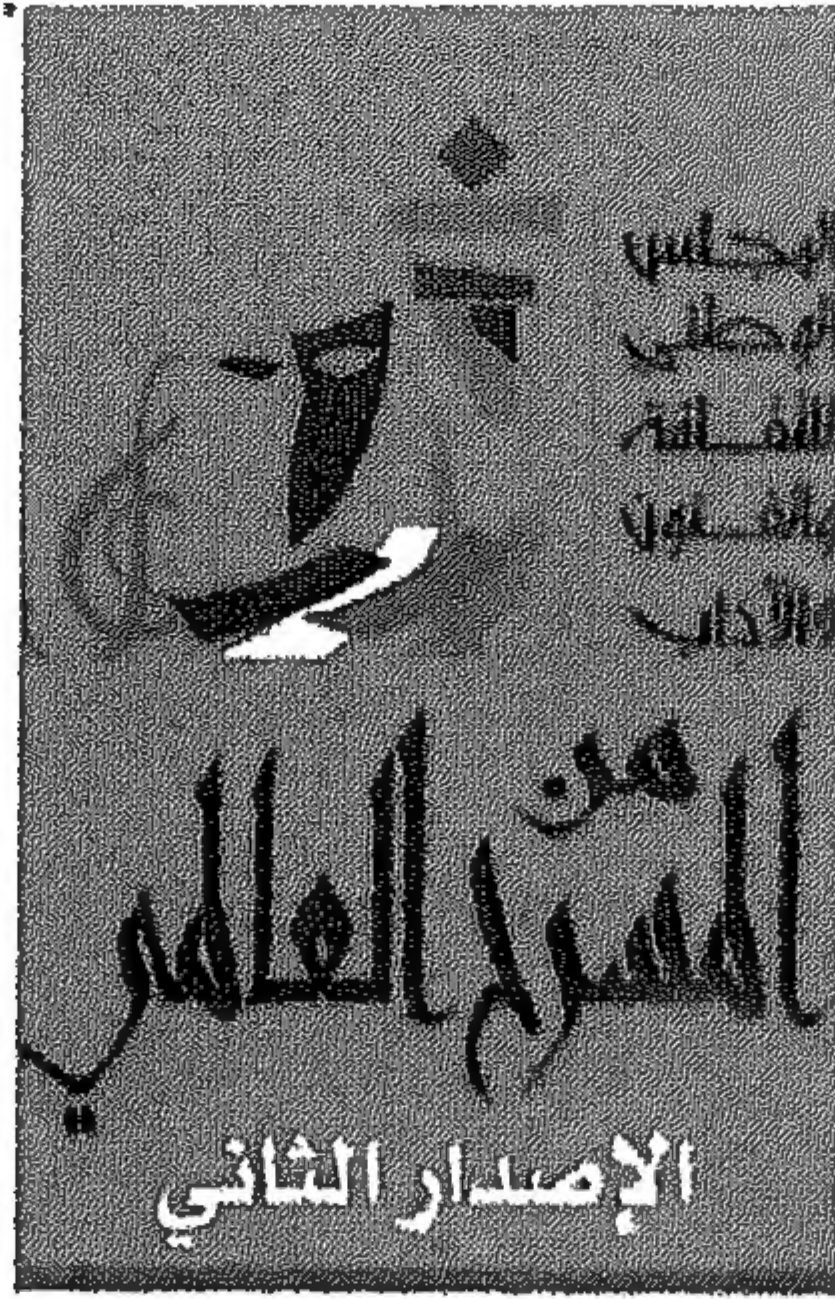 المجلس
الوطني
للثقافة
والفنون
والآداب
من
المسرح العالمي
الإصدار الثاني